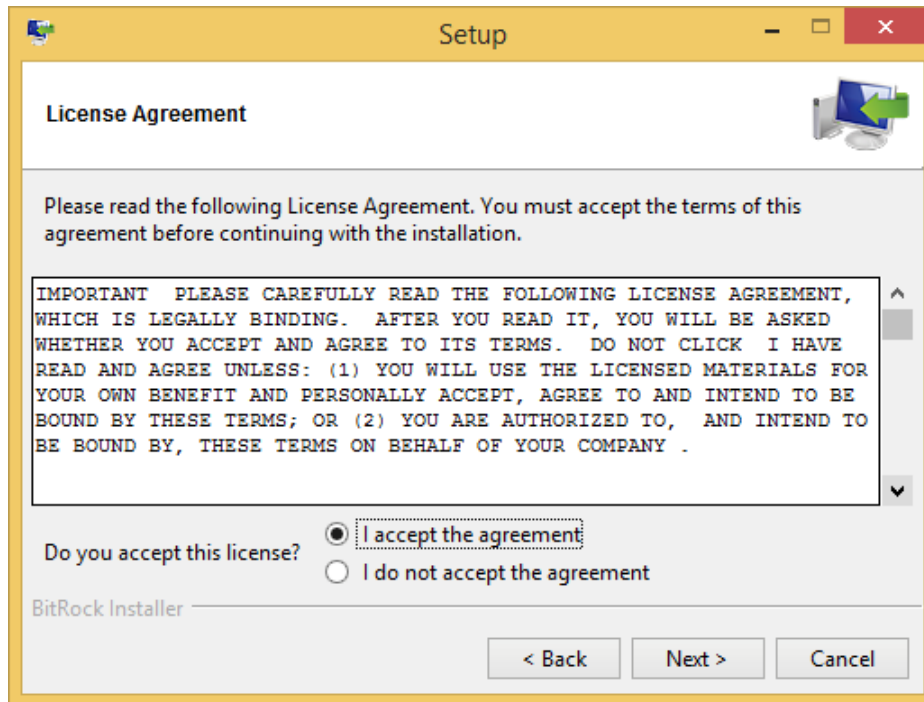 Setup
License Agreement
Please read the following License Agreement. You must accept the terms of this
agreement before continuing with the installation.
IMPORTANT  PLEASE CAREFULLY READ THE FOLLOWING LICENSE AGREEMENT,
WHICH IS LEGALLY BINDING.  AFTER YOU READ IT, YOU WILL BE ASKED
WHETHER YOU ACCEPT AND AGREE TO ITS TERMS.  DO NOT CLICK  I HAVE
READ AND AGREE UNLESS: (1) YOU WILL USE THE LICENSED MATERIALS FOR
YOUR OWN BENEFIT AND PERSONALLY ACCEPT, AGREE TO AND INTEND TO BE
BOUND BY THESE TERMS; OR (2) YOU ARE AUTHORIZED TO,  AND INTEND TO
BE BOUND BY, THESE TERMS ON BEHALF OF YOUR COMPANY .
Do you accept this license?
I accept the agreement
I do not accept the agreement
BitRock Installer
< Back
Next >
Cancel